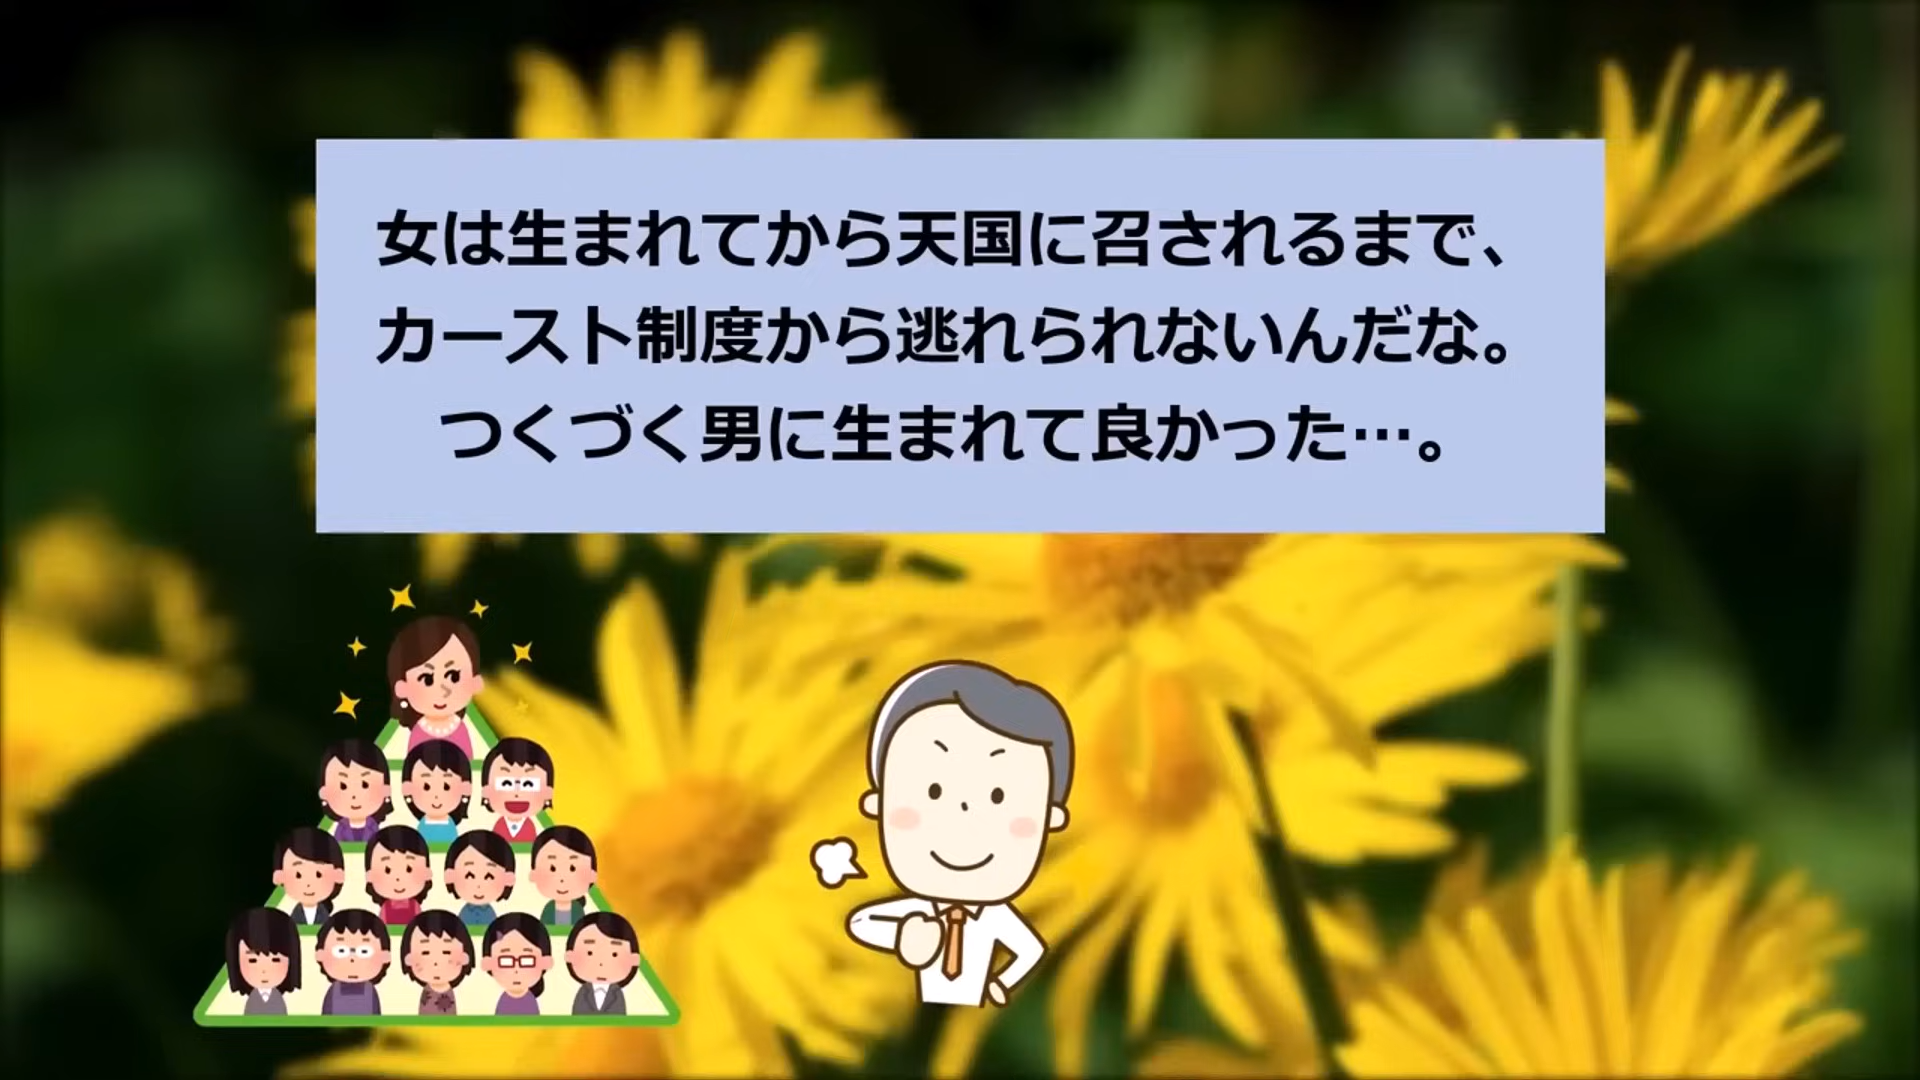 女は生まれてから天国に召されるまで、
カースト制度から逃れられないんだな。
つくづく男に生まれて良かった…。